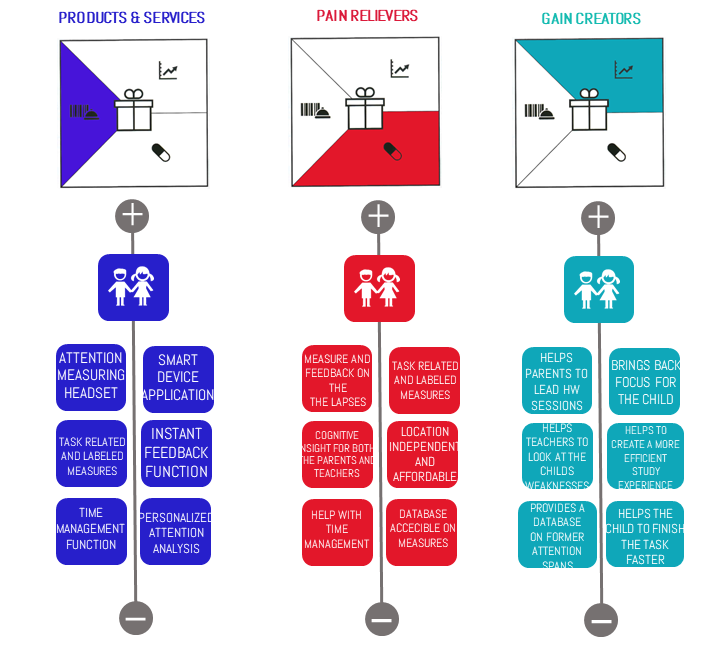 PRODUCTS & SERVICES
ATTENTION
MEASURING
HEADSET
SMART
DEVICE
APPLICATION
TASK RELATED
AND LABELED
MEASURES
INSTANT
FEEDBACK
FUNCTION
TIME
MANAGEMENT
FUNCTION
PERSONALIZED
ATTENTION
ANALYSIS
PAIN RELIEVERS
MEASURE AND
FEEDBACK ON
THE
THE LAPSES
TASK RELATED
AND LABELED
MEASURES
COGNITIVE
INSIGHT FOR BOTH
THE PARENTS AND
TEACHERS
LOCATION
INDEPENDENT
AND
AFFORDABLE
HELP WITH
TIME
MANAGEMENT
DATABASE
ACCECIBLE ON
MEASURES
GAIN CREATORS
HELPS
PARENTS TO
LEAD HW
SESSIONS
BRINGS BACK
FOCUS FOR
THE CHILD
HELPS
TEACHERS TO
LOOK AT THE
CHILDS
WEAKNESSES
HELPS TO
CREATE A MORE
EFFICIENT
STUDY
EXPERIENCE
PROVIDES A
DATABASE
ON FORMER
ATTENTION
SPANS
HELPS THE
CHILD TO FINISH
THE TASK
FASTER